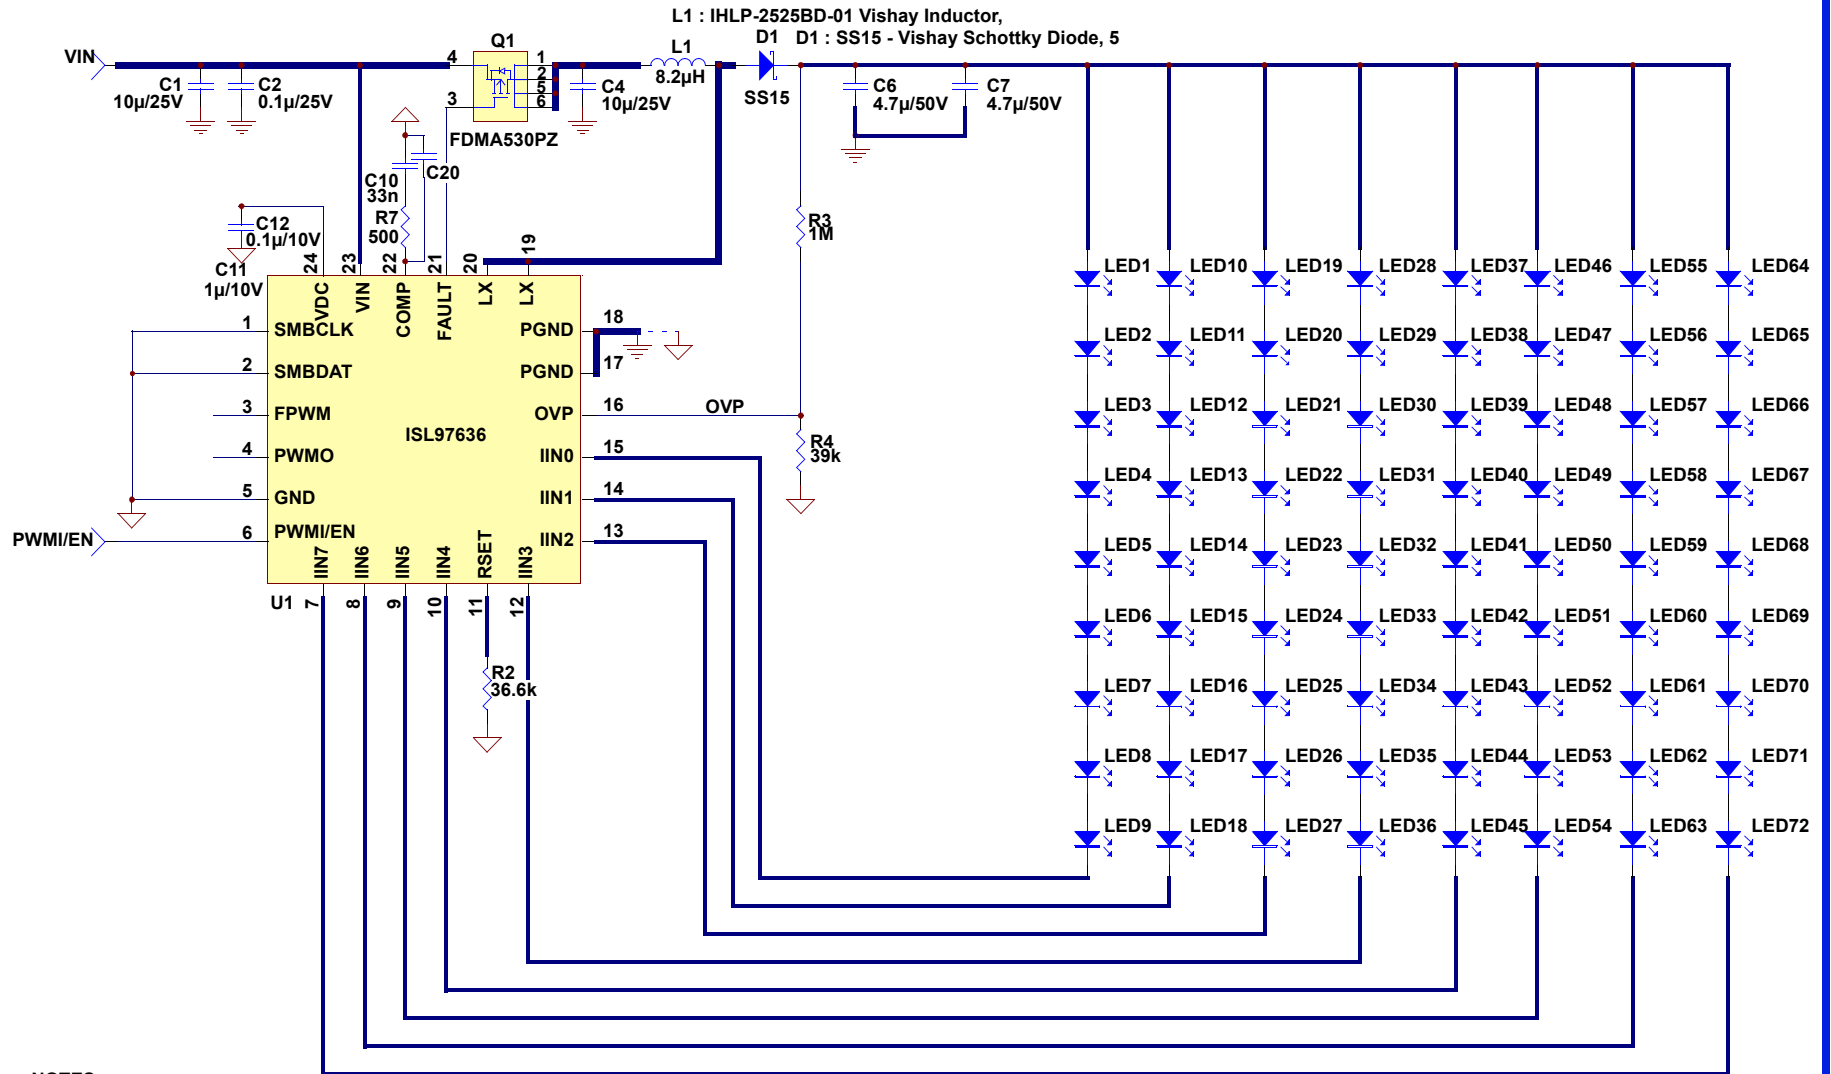 L1 : IHLP-2525BD-01 Vishay Inductor,
D1 D1 : SS15 - Vishay Schottky Diode, 5
VIN
Q1
4
1
2
5
6
3
FDMA530PZ
C1
10µ/25V
C2
0.1µ/25V
C4
10µ/25V
L1
8.2µH
SS15
C6
4.7µ/50V
C7
4.7µ/50V
C20
C10
33n
R7
500
C12
0.1µ/10V
C11
1µ/10V
R3
1M
R4
39k
24
23
22
21
20
19
VDC
VIN
COMP
FAULT
LX
LX
1 SMBCLK
2 SMBDAT
3 FPWM
4 PWMO
5 GND
PWMI/EN
6 PWMI/EN
ISL97636
PGND 18
PGND 17
OVP 16 OVP
IIN0 15
IIN1 14
IIN2 13
IIN7
IIN6
IIN5
IIN4
RSET
IIN3
U1
7
8
9
10
11
12
R2
36.6k
LED1 LED10 LED19 LED28 LED37 LED46 LED55 LED64
LED2 LED11 LED20 LED29 LED38 LED47 LED56 LED65
LED3 LED12 LED21 LED30 LED39 LED48 LED57 LED66
LED4 LED13 LED22 LED31 LED40 LED49 LED58 LED67
LED5 LED14 LED23 LED32 LED41 LED50 LED59 LED68
LED6 LED15 LED24 LED33 LED42 LED51 LED60 LED69
LED7 LED16 LED25 LED34 LED43 LED52 LED61 LED70
LED8 LED17 LED26 LED35 LED44 LED53 LED62 LED71
LED9 LED18 LED27 LED36 LED45 LED54 LED63 LED72